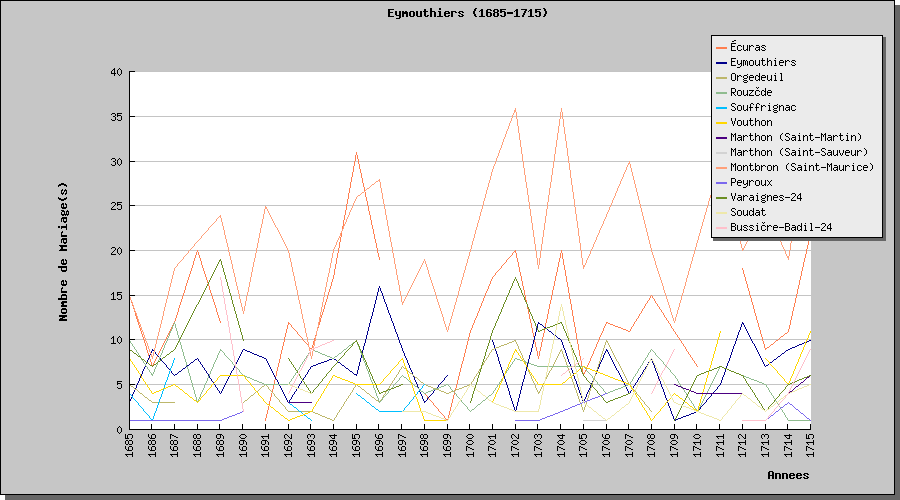 Eymouthiers (1685-1715)
Écuras
Eymouthiers
Orgedeuil
Rouzčde
Souffrignac
Vouthon
Marthon (Saint-Martin)
Marthon (Saint-Sauveur)
Montbron (Saint-Maurice)
Peyroux
Varaignes-24
Soudat
Bussičre-Badil-24
Nombre de Mariage(s)
40
35
30
25
20
15
10
5
0
1685 1686 1687 1688 1689 1690 1691 1692 1693 1694 1695 1696 1697 1698 1699 1700 1701 1702 1703 1704 1705 1706 1707 1708 1709 1710 1711 1712 1713 1714 1715
Annees